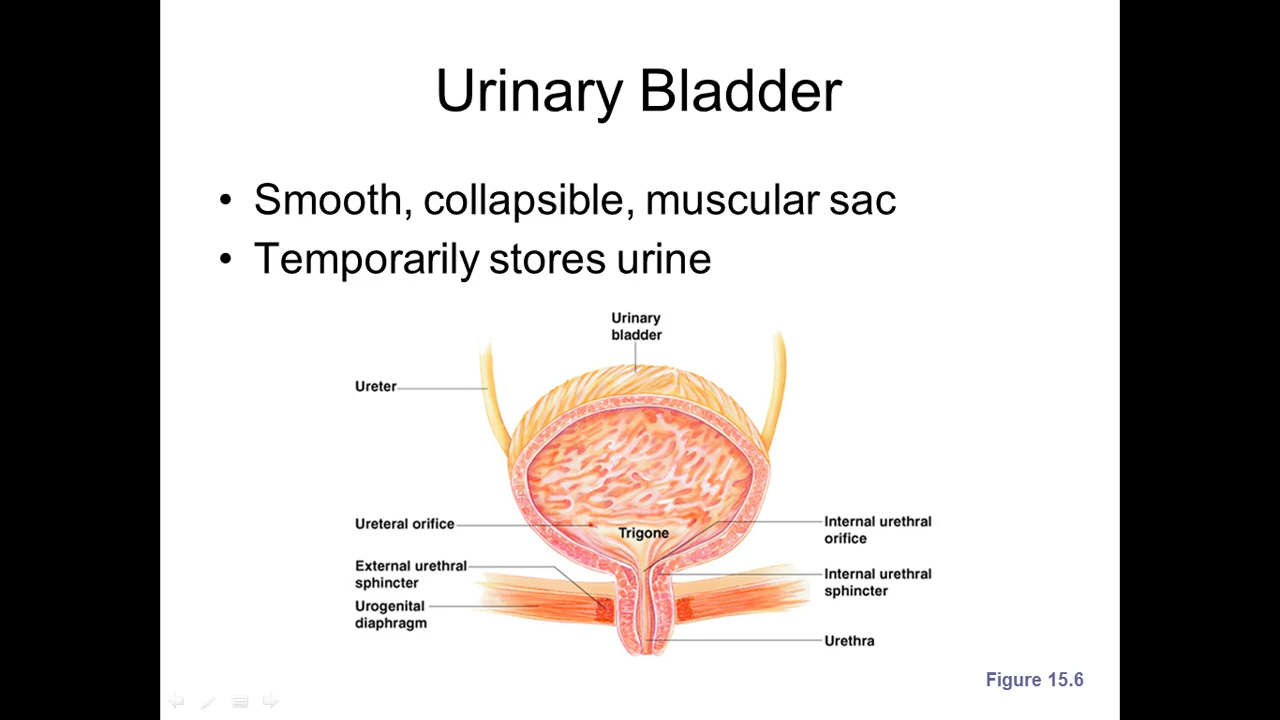 Urinary Bladder
• Smooth, collapsible, muscular sac
• Temporarily stores urine
Urinary
bladder
Ureter
Ureteral orifice
Trigone
Internal urethral
orifice
External urethral
sphincter
Internal urethral
sphincter
Urogenital
diaphragm
Urethra
Figure 15.6